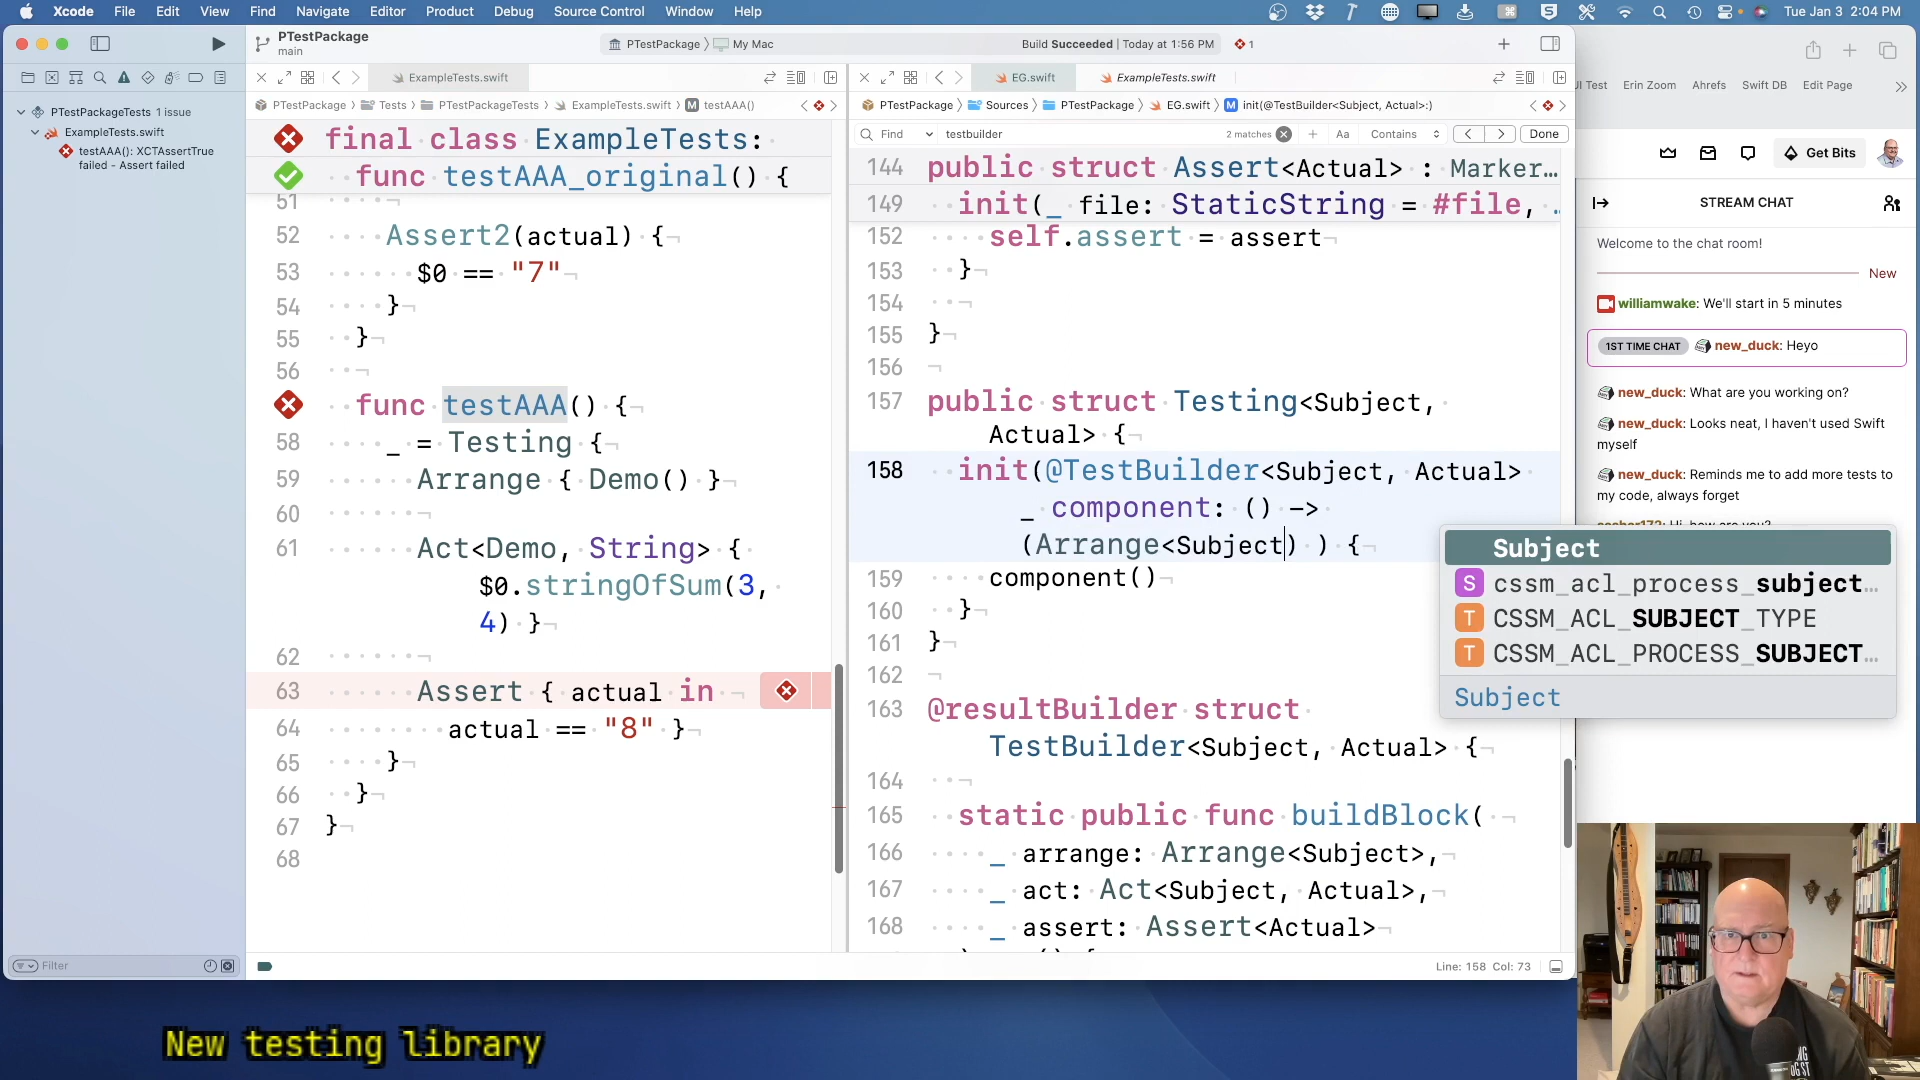 Xcode File Edit View Find Navigate Editor Product Debug Source Control Window Help
Tue Jan 3 2:04 PM
PTestPackage
main
PTestPackage
My Mac
Build Succeeded | Today at 1:56 PM
1
ExampleTests.swift
EG.swift
ExampleTests.swift
PTestPackageTests 1 issue
ExampleTests.swift
testAAA(): XCTAssertTrue
failed - Assert failed
Filter
PTestPackage Tests PTestPackageTests ExampleTests.swift M testAAA()
final class ExampleTests:
func testAAA_original() {
51
52 Assert2(actual) {
53 $0 == "7"
54 }
55 }
56
func testAAA() {
58 _ = Testing {
59 Arrange { Demo() }
60
61 Act<Demo, String> {
$0.stringOfSum(3,
4) }
62
63 Assert { actual in
64 actual == "8" }
65 }
66 }
67 }
68
PTestPackage Sources PTestPackage EG.swift M init(@TestBuilder<Subject, Actual>:)
Find testbuilder 2 matches Aa Contains Done
144 public struct Assert<Actual> : Marker…
149 init(_ file: StaticString = #file, …
152 self.assert = assert
153 }
154
155 }
156
157 public struct Testing<Subject,
Actual> {
158 init(@TestBuilder<Subject, Actual>
_ component: () ->
(Arrange<Subject) ) {
159 component()
160 }
161 }
162
163 @resultBuilder struct
TestBuilder<Subject, Actual> {
164
165 static public func buildBlock(
166 _ arrange: Arrange<Subject>,
167 _ act: Act<Subject, Actual>,
168 _ assert: Assert<Actual>
Line: 158 Col: 73
Subject
S cssm_acl_process_subject…
T CSSM_ACL_SUBJECT_TYPE
T CSSM_ACL_PROCESS_SUBJECT…
Subject
UI Test Erin Zoom Ahrefs Swift DB Edit Page
Get Bits
STREAM CHAT
Welcome to the chat room!
New
williamwake: We'll start in 5 minutes
1ST TIME CHAT new_duck: Heyo
new_duck: What are you working on?
new_duck: Looks neat, I haven't used Swift
myself
new_duck: Reminds me to add more tests to
my code, always forget
New testing library